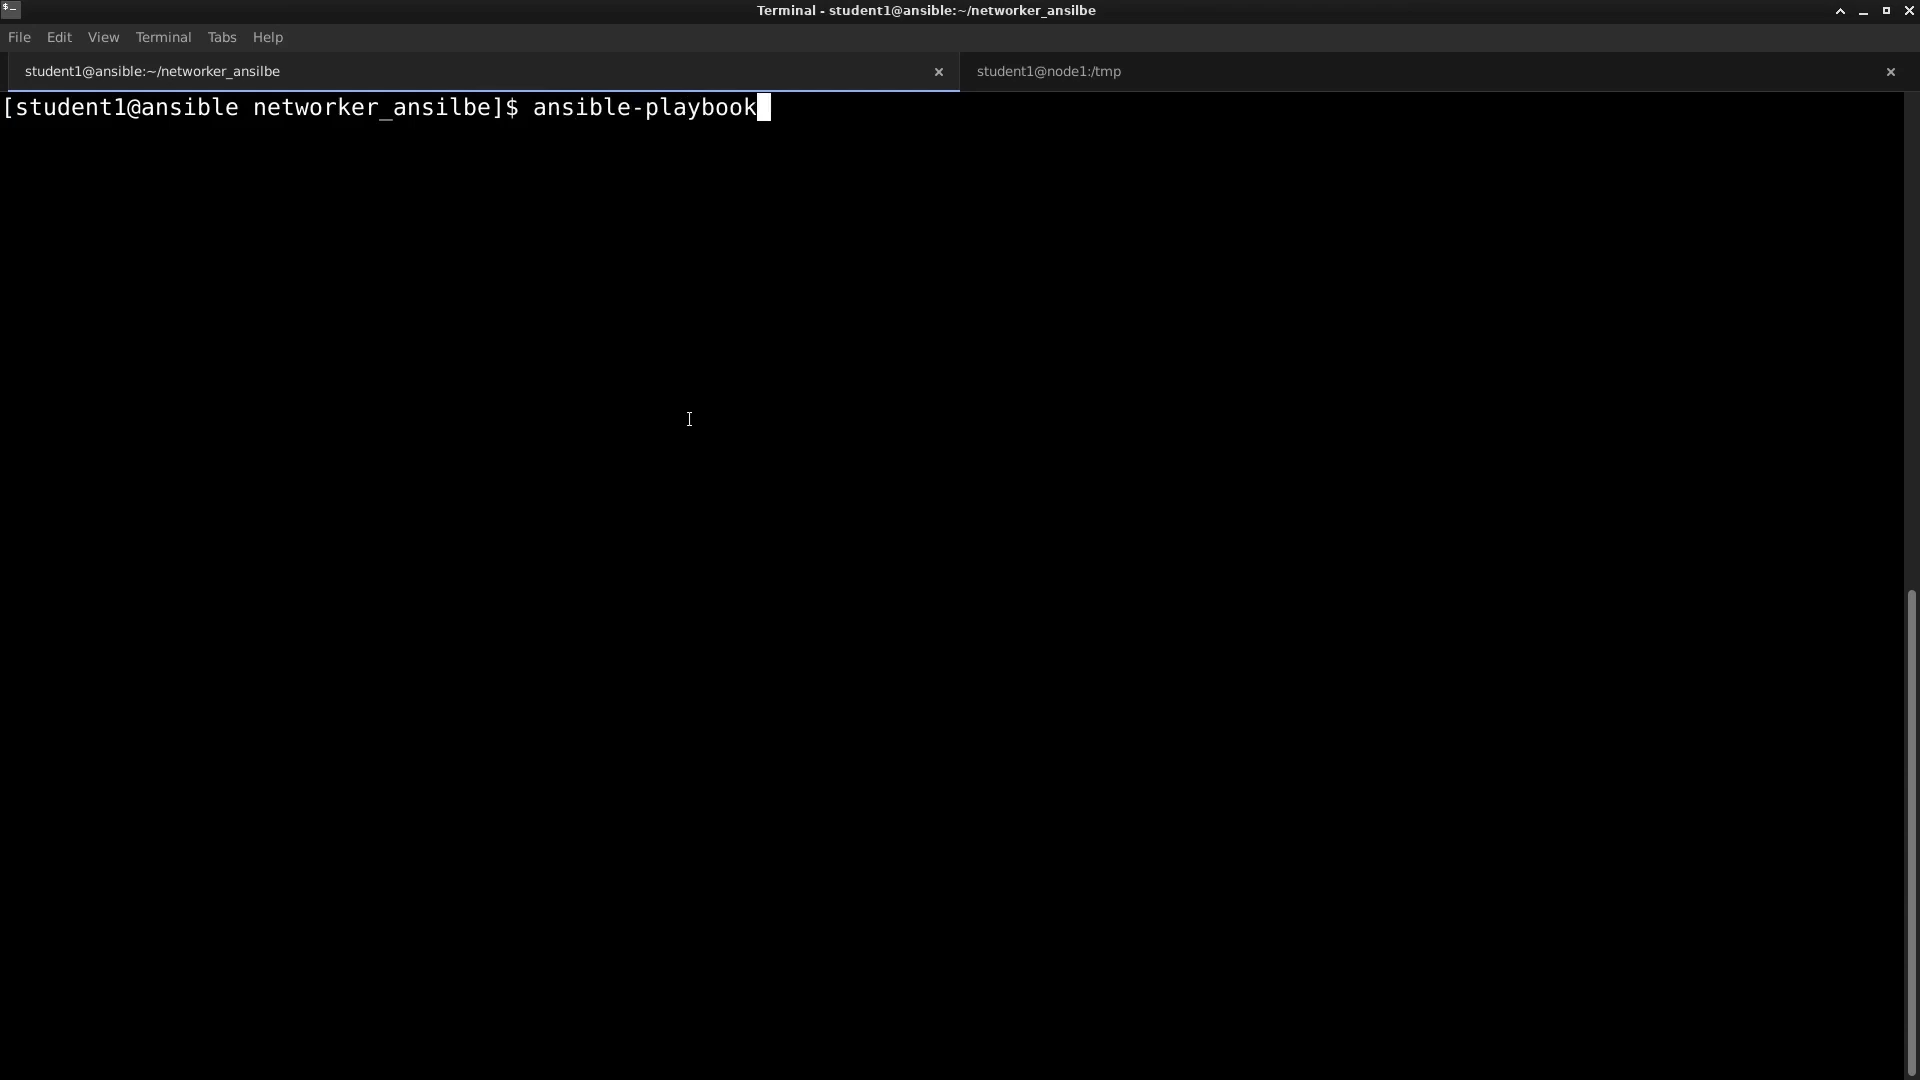 Terminal - student1@ansible:~/networker_ansilbe
File Edit View Terminal Tabs Help
student1@ansible:~/networker_ansilbe
student1@node1:/tmp
[student1@ansible networker_ansilbe]$ ansible-playbook